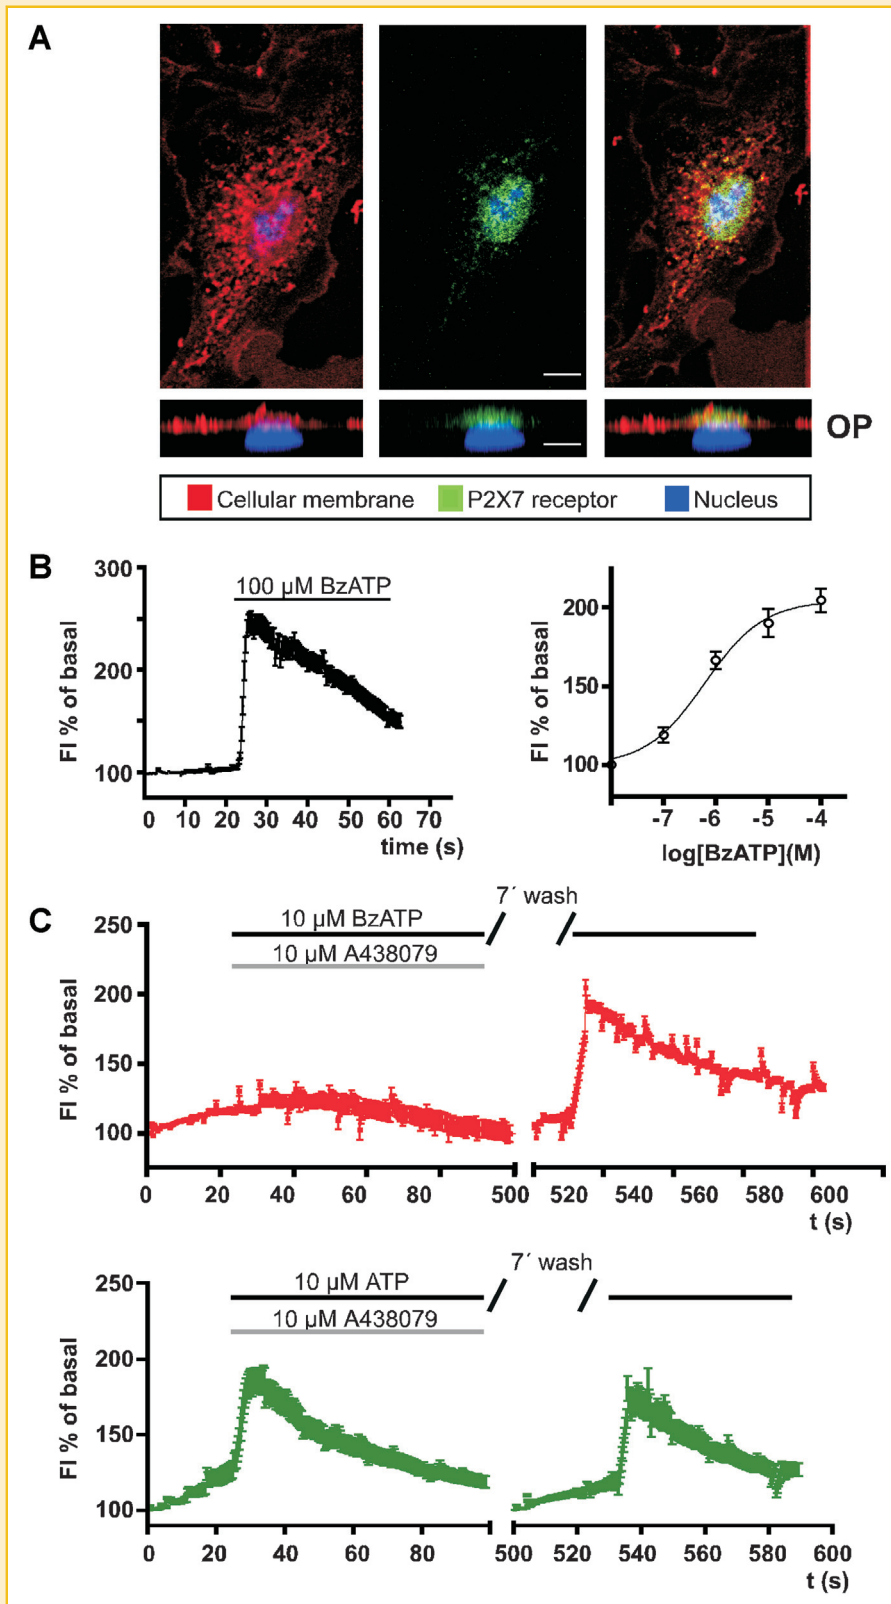 A
OP
Cellular membrane P2X7 receptor Nucleus
B
300
200
100
FI % of basal
100 µM BzATP
0 10 20 30 40 50 60 70
time (s)
200
150
100
FI % of basal
-7 -6 -5 -4
log[BzATP](M)
C
7´ wash
10 µM BzATP
10 µM A438079
250
200
150
100
FI % of basal
0 20 40 60 80 500 520 540 560 580 600
t (s)
7´ wash
10 µM ATP
10 µM A438079
250
200
150
100
FI % of basal
0 20 40 60 80 500 520 540 560 580 600
t (s)